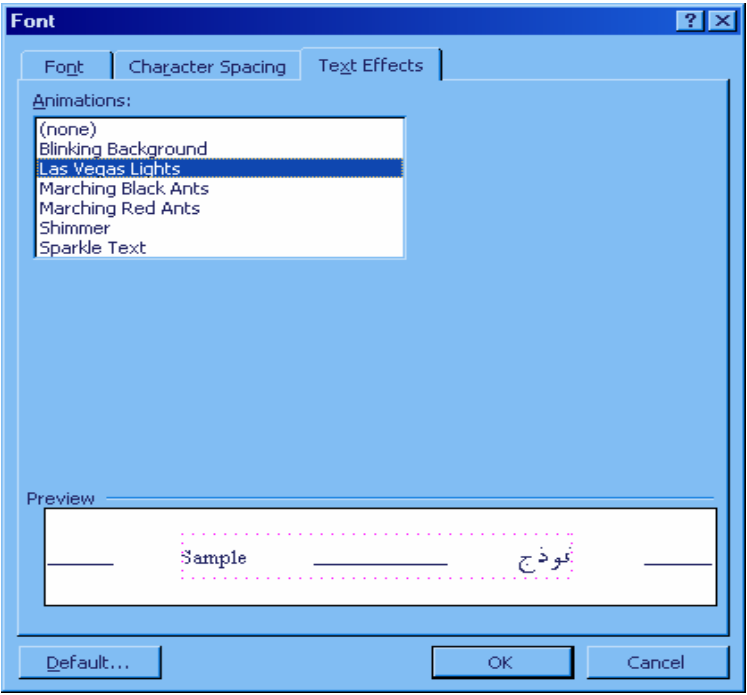 Font
Font Character Spacing Text Effects
Animations:
(none)
Blinking Background
Las Vegas Lights
Marching Black Ants
Marching Red Ants
Shimmer
Sparkle Text
Preview
Sample نموذج
Default... OK Cancel